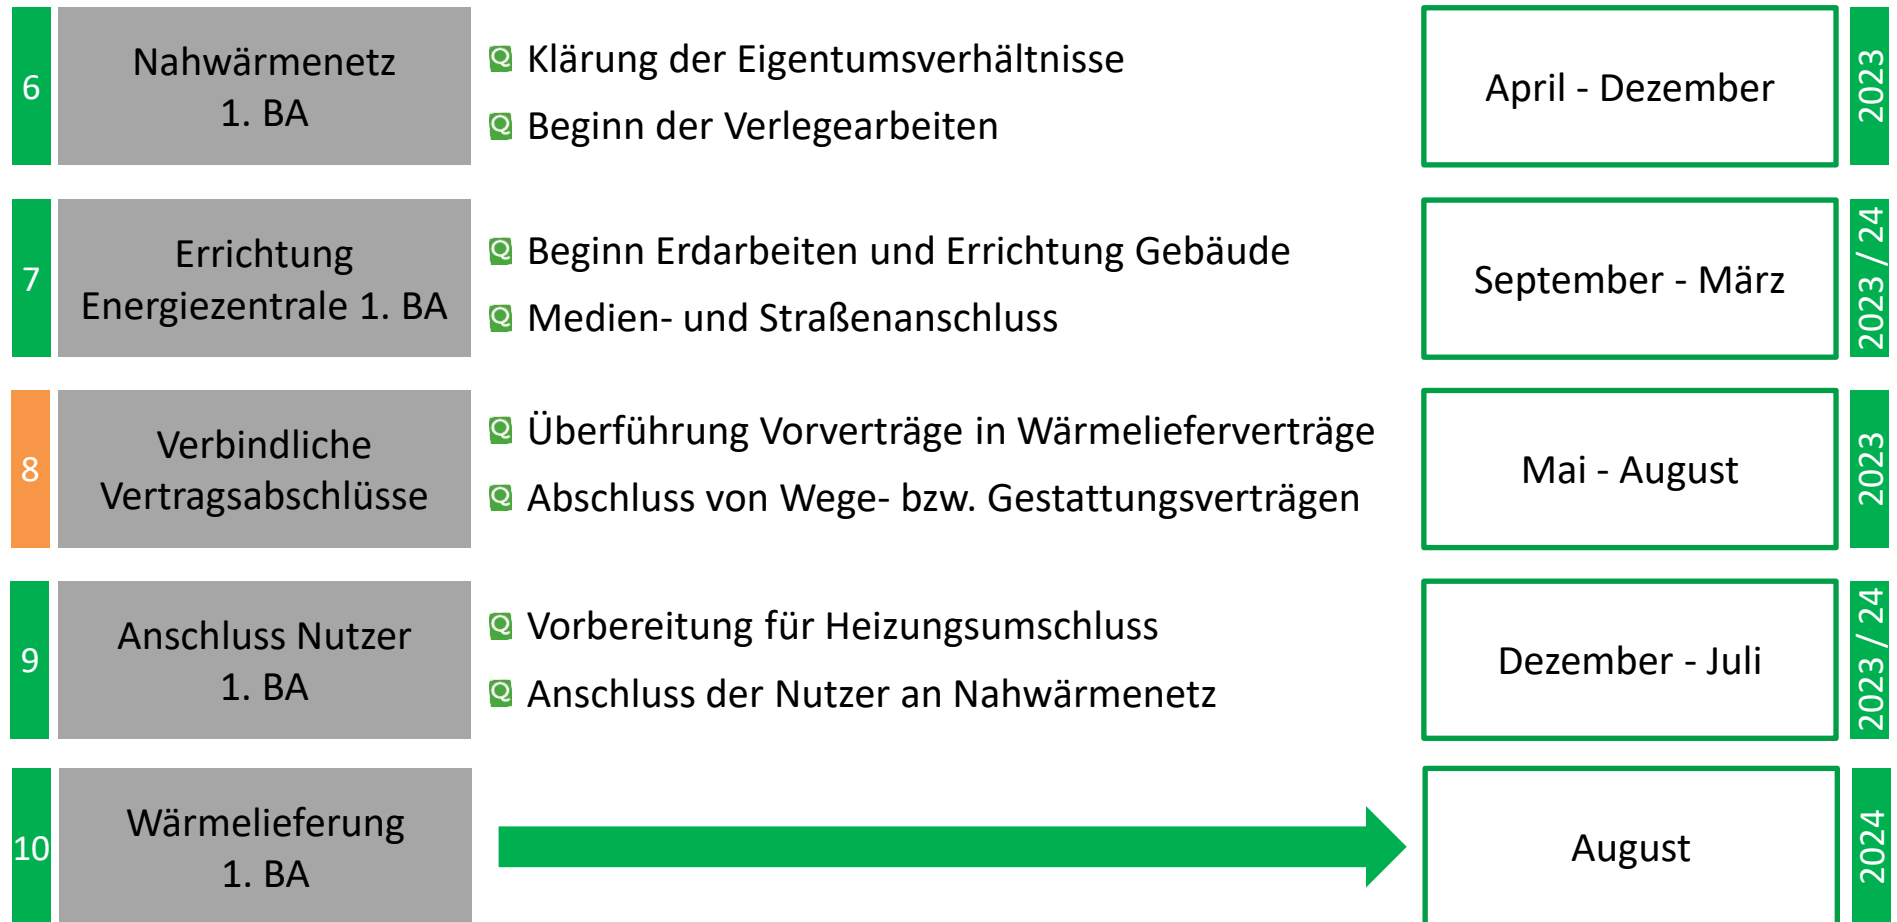 6
Nahwärmenetz
1. BA
Klärung der Eigentumsverhältnisse
Beginn der Verlegearbeiten
April - Dezember
2023
7
Errichtung
Energiezentrale 1. BA
Beginn Erdarbeiten und Errichtung Gebäude
Medien- und Straßenanschluss
September - März
2023 / 24
8
Verbindliche
Vertragsabschlüsse
Überführung Vorverträge in Wärmelieferverträge
Abschluss von Wege- bzw. Gestattungsverträgen
Mai - August
2023
9
Anschluss Nutzer
1. BA
Vorbereitung für Heizungsumschluss
Anschluss der Nutzer an Nahwärmenetz
Dezember - Juli
2023 / 24
10
Wärmelieferung
1. BA
August
2024